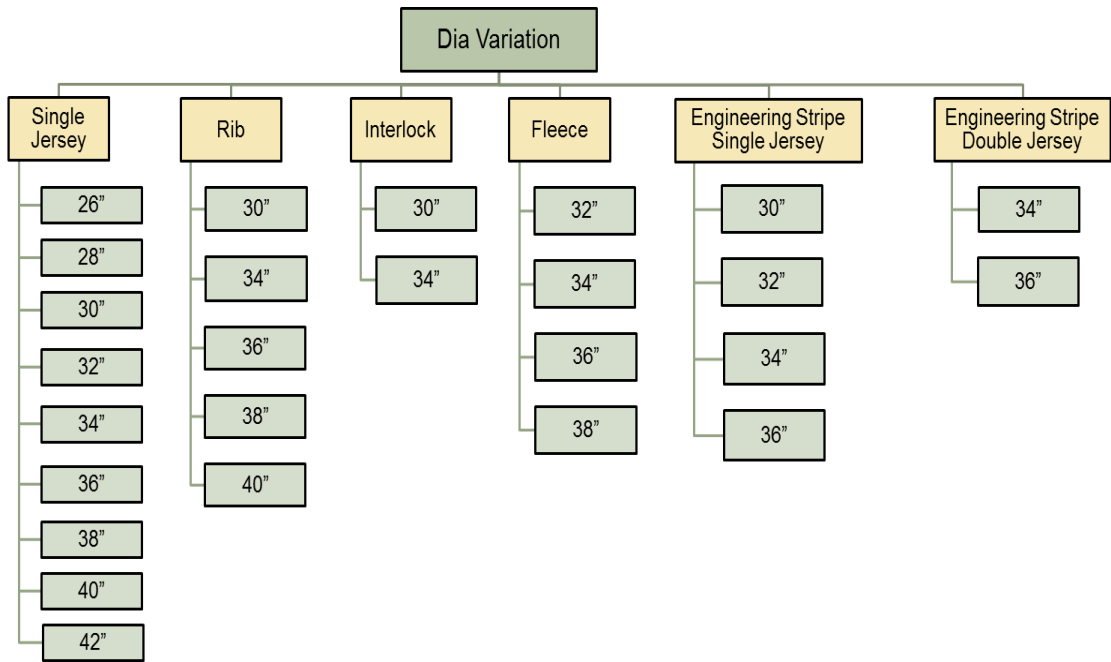 Dia Variation
Single
Jersey
26”
28”
30”
32”
34”
36”
38”
40”
42”
Rib
30”
34”
36”
38”
40”
Interlock
30”
34”
Fleece
32”
34”
36”
38”
Engineering Stripe
Single Jersey
30”
32”
34”
36”
Engineering Stripe
Double Jersey
34”
36”